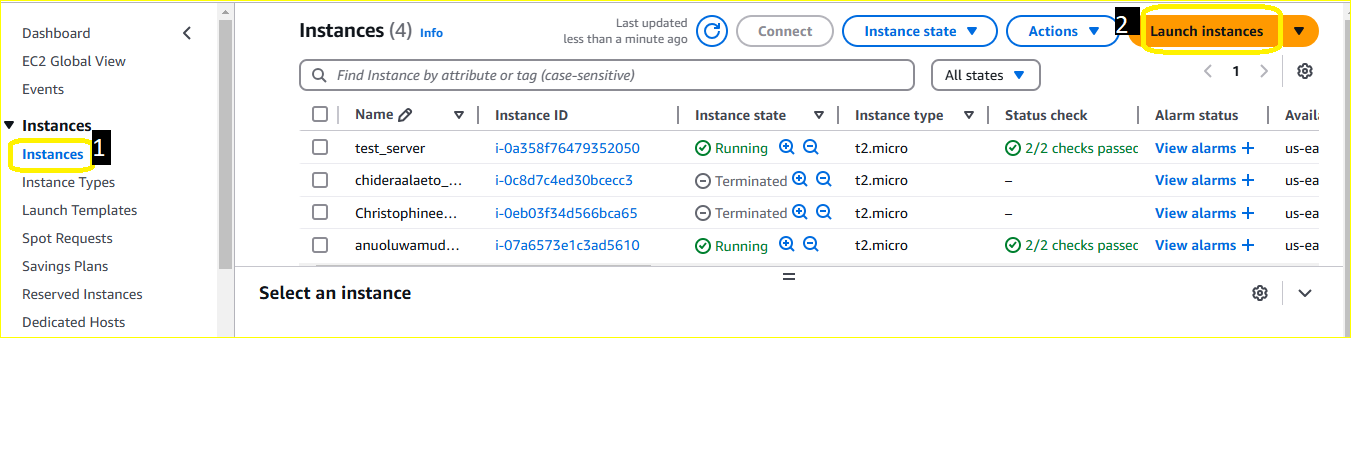 Dashboard
EC2 Global View
Events
Instances
Instances 1
Instance Types
Launch Templates
Spot Requests
Savings Plans
Reserved Instances
Dedicated Hosts
Instances (4) Info
Last updated
less than a minute ago
Connect
Instance state
Actions
2
Launch instances
Find Instance by attribute or tag (case-sensitive)
All states
1
Name Instance ID Instance state Instance type Status check Alarm status Availa
test_server i-0a358f76479352050 Running t2.micro 2/2 checks passed View alarms + us-ea
chideraalaeto_... i-0c8d7c4ed30bcecc3 Terminated t2.micro – View alarms + us-ea
Christophinee... i-0eb03f34d566bca65 Terminated t2.micro – View alarms + us-ea
anuoluwamud... i-07a6573e1c3ad5610 Running t2.micro 2/2 checks passed View alarms + us-ea
Select an instance